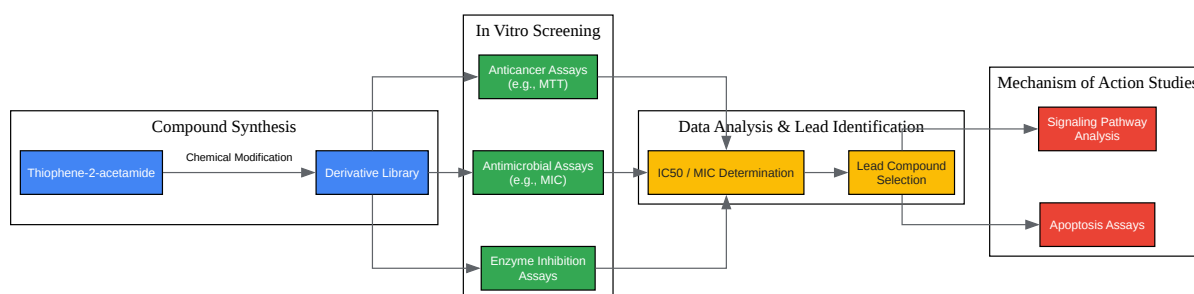 Compound Synthesis
Thiophene-2-acetamide
Chemical Modification
Derivative Library
In Vitro Screening
Anticancer Assays
(e.g., MTT)
Antimicrobial Assays
(e.g., MIC)
Enzyme Inhibition
Assays
Data Analysis & Lead Identification
IC50 / MIC Determination
Lead Compound
Selection
Mechanism of Action Studies
Signaling Pathway
Analysis
Apoptosis Assays